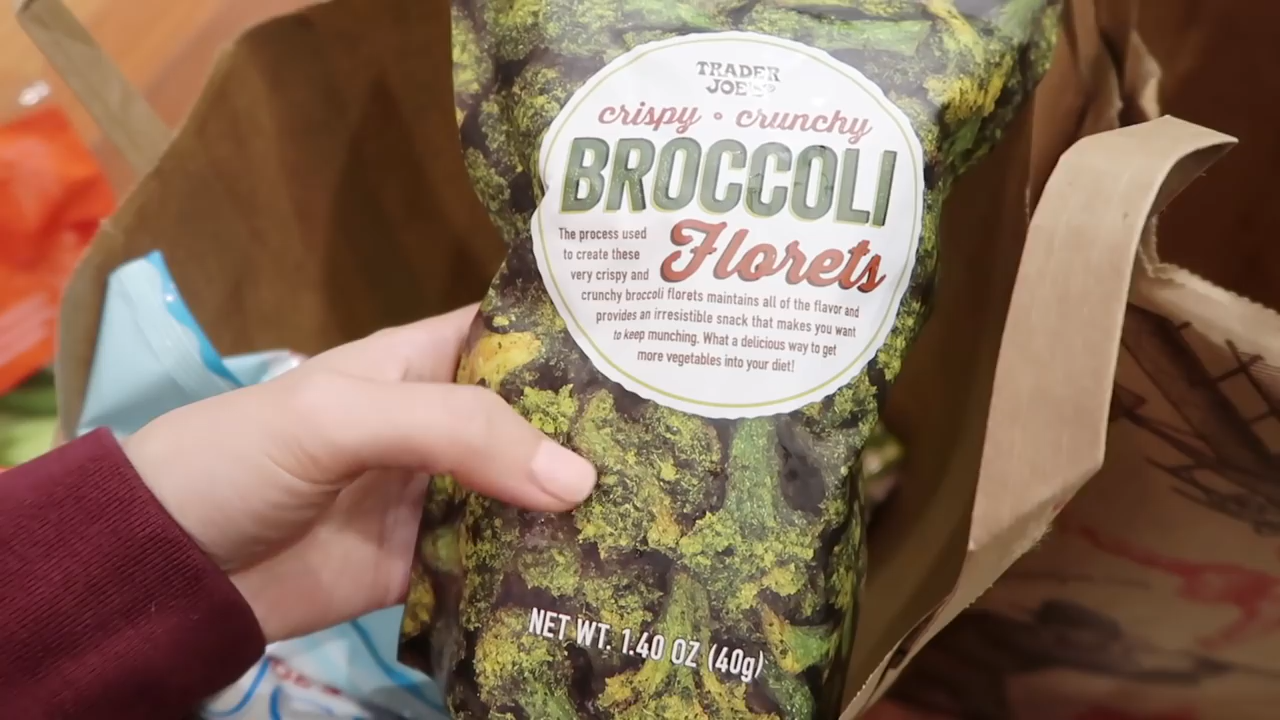 TRADER
JOE'S
crispy • crunchy
BROCCOLI
Florets
The process used
to create these
very crispy and
crunchy broccoli florets maintains all of the flavor and
provides an irresistible snack that makes you want
to keep munching. What a delicious way to get
more vegetables into your diet!
NET WT. 1.40 OZ (40g)